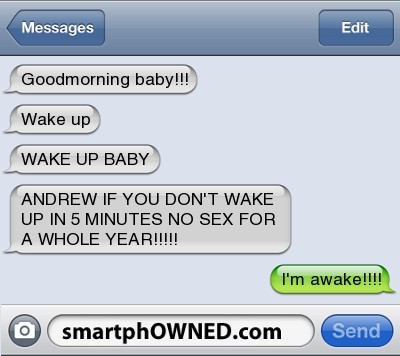 Messages
Edit
Goodmorning baby!!!
Wake up
WAKE UP BABY
ANDREW IF YOU DON'T WAKE
UP IN 5 MINUTES NO SEX FOR
A WHOLE YEAR!!!!!
I'm awake!!!!
smartphOWNED.com
Send